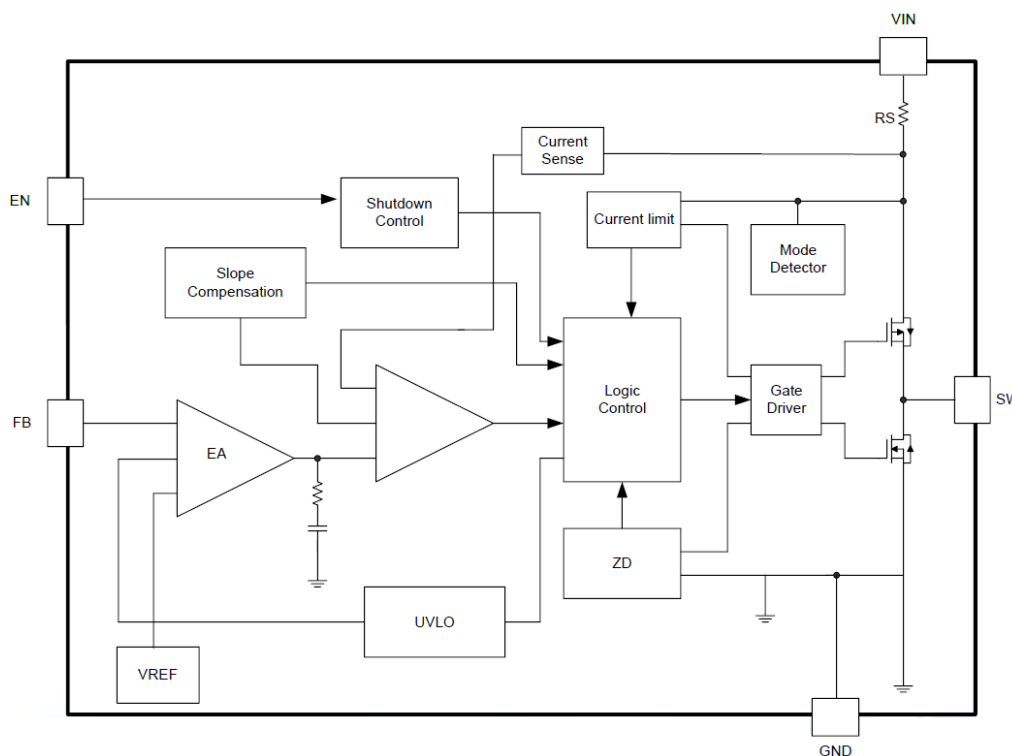 VIN
RS
Current
Sense
EN
Shutdown
Control
Current limit
Mode
Detector
Slope
Compensation
Logic
Control
Gate
Driver
SW
FB
EA
ZD
UVLO
VREF
GND